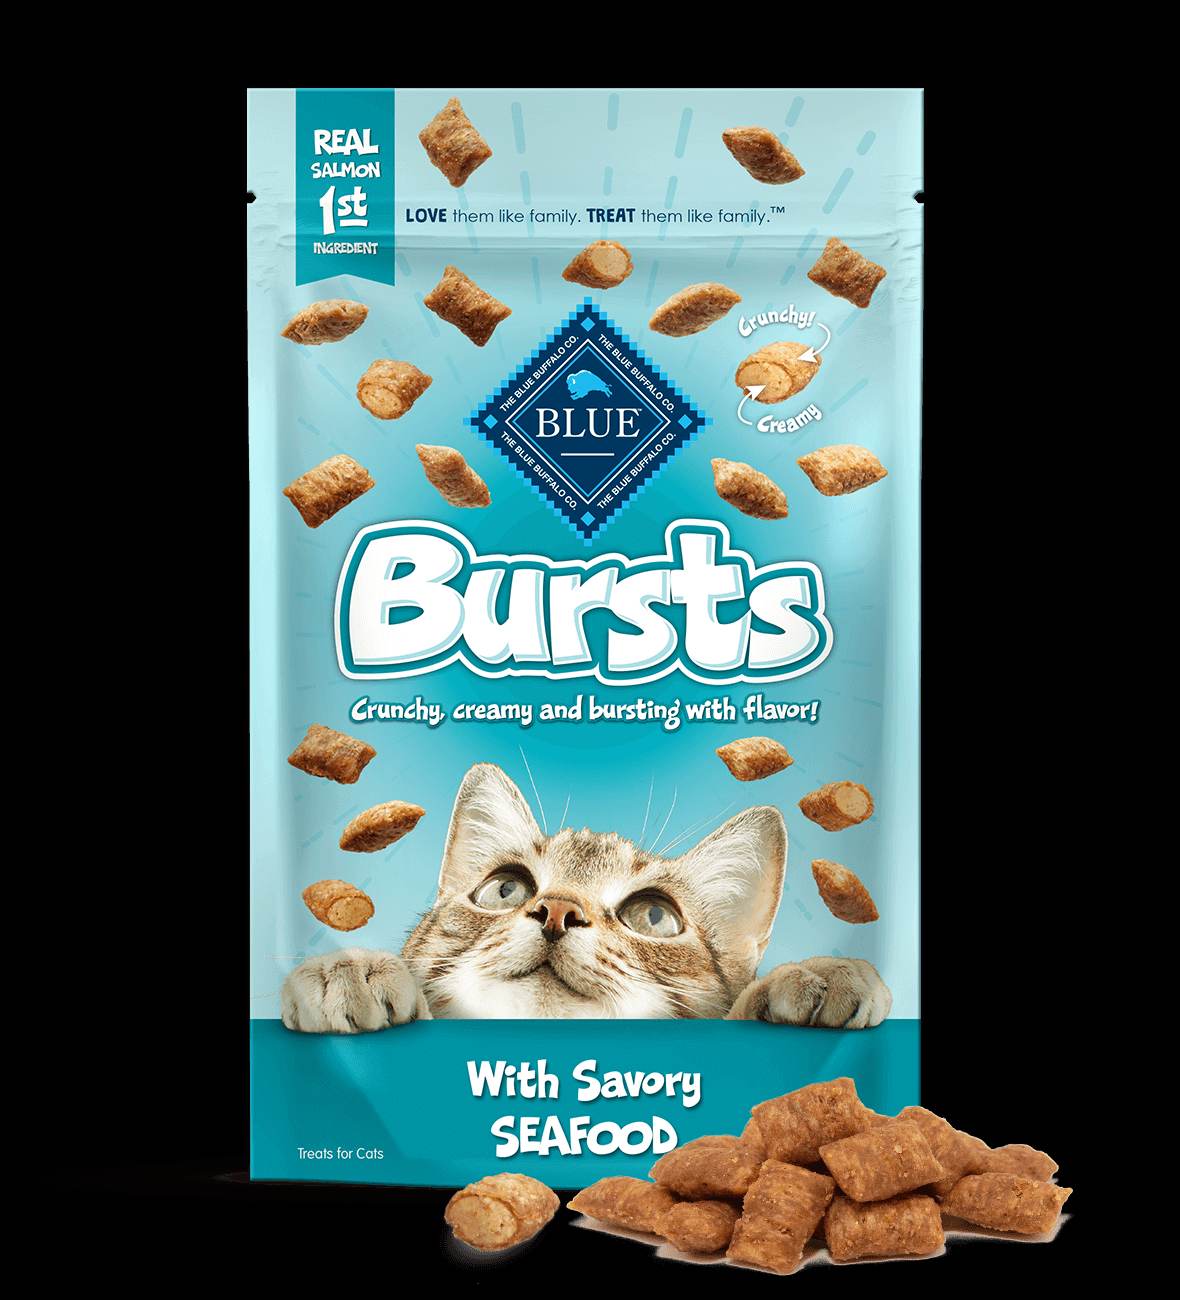 REAL
SALMON
1st
INGREDIENT
LOVE them like family. TREAT them like family.™
Crunchy!
Creamy
THE BLUE BUFFALO CO.
THE BLUE BUFFALO CO.
BLUE™
THE BLUE BUFFALO CO.
THE BLUE BUFFALO CO.
Bursts
Crunchy, creamy and bursting with flavor!
With Savory
SEAFOOD
Treats for Cats